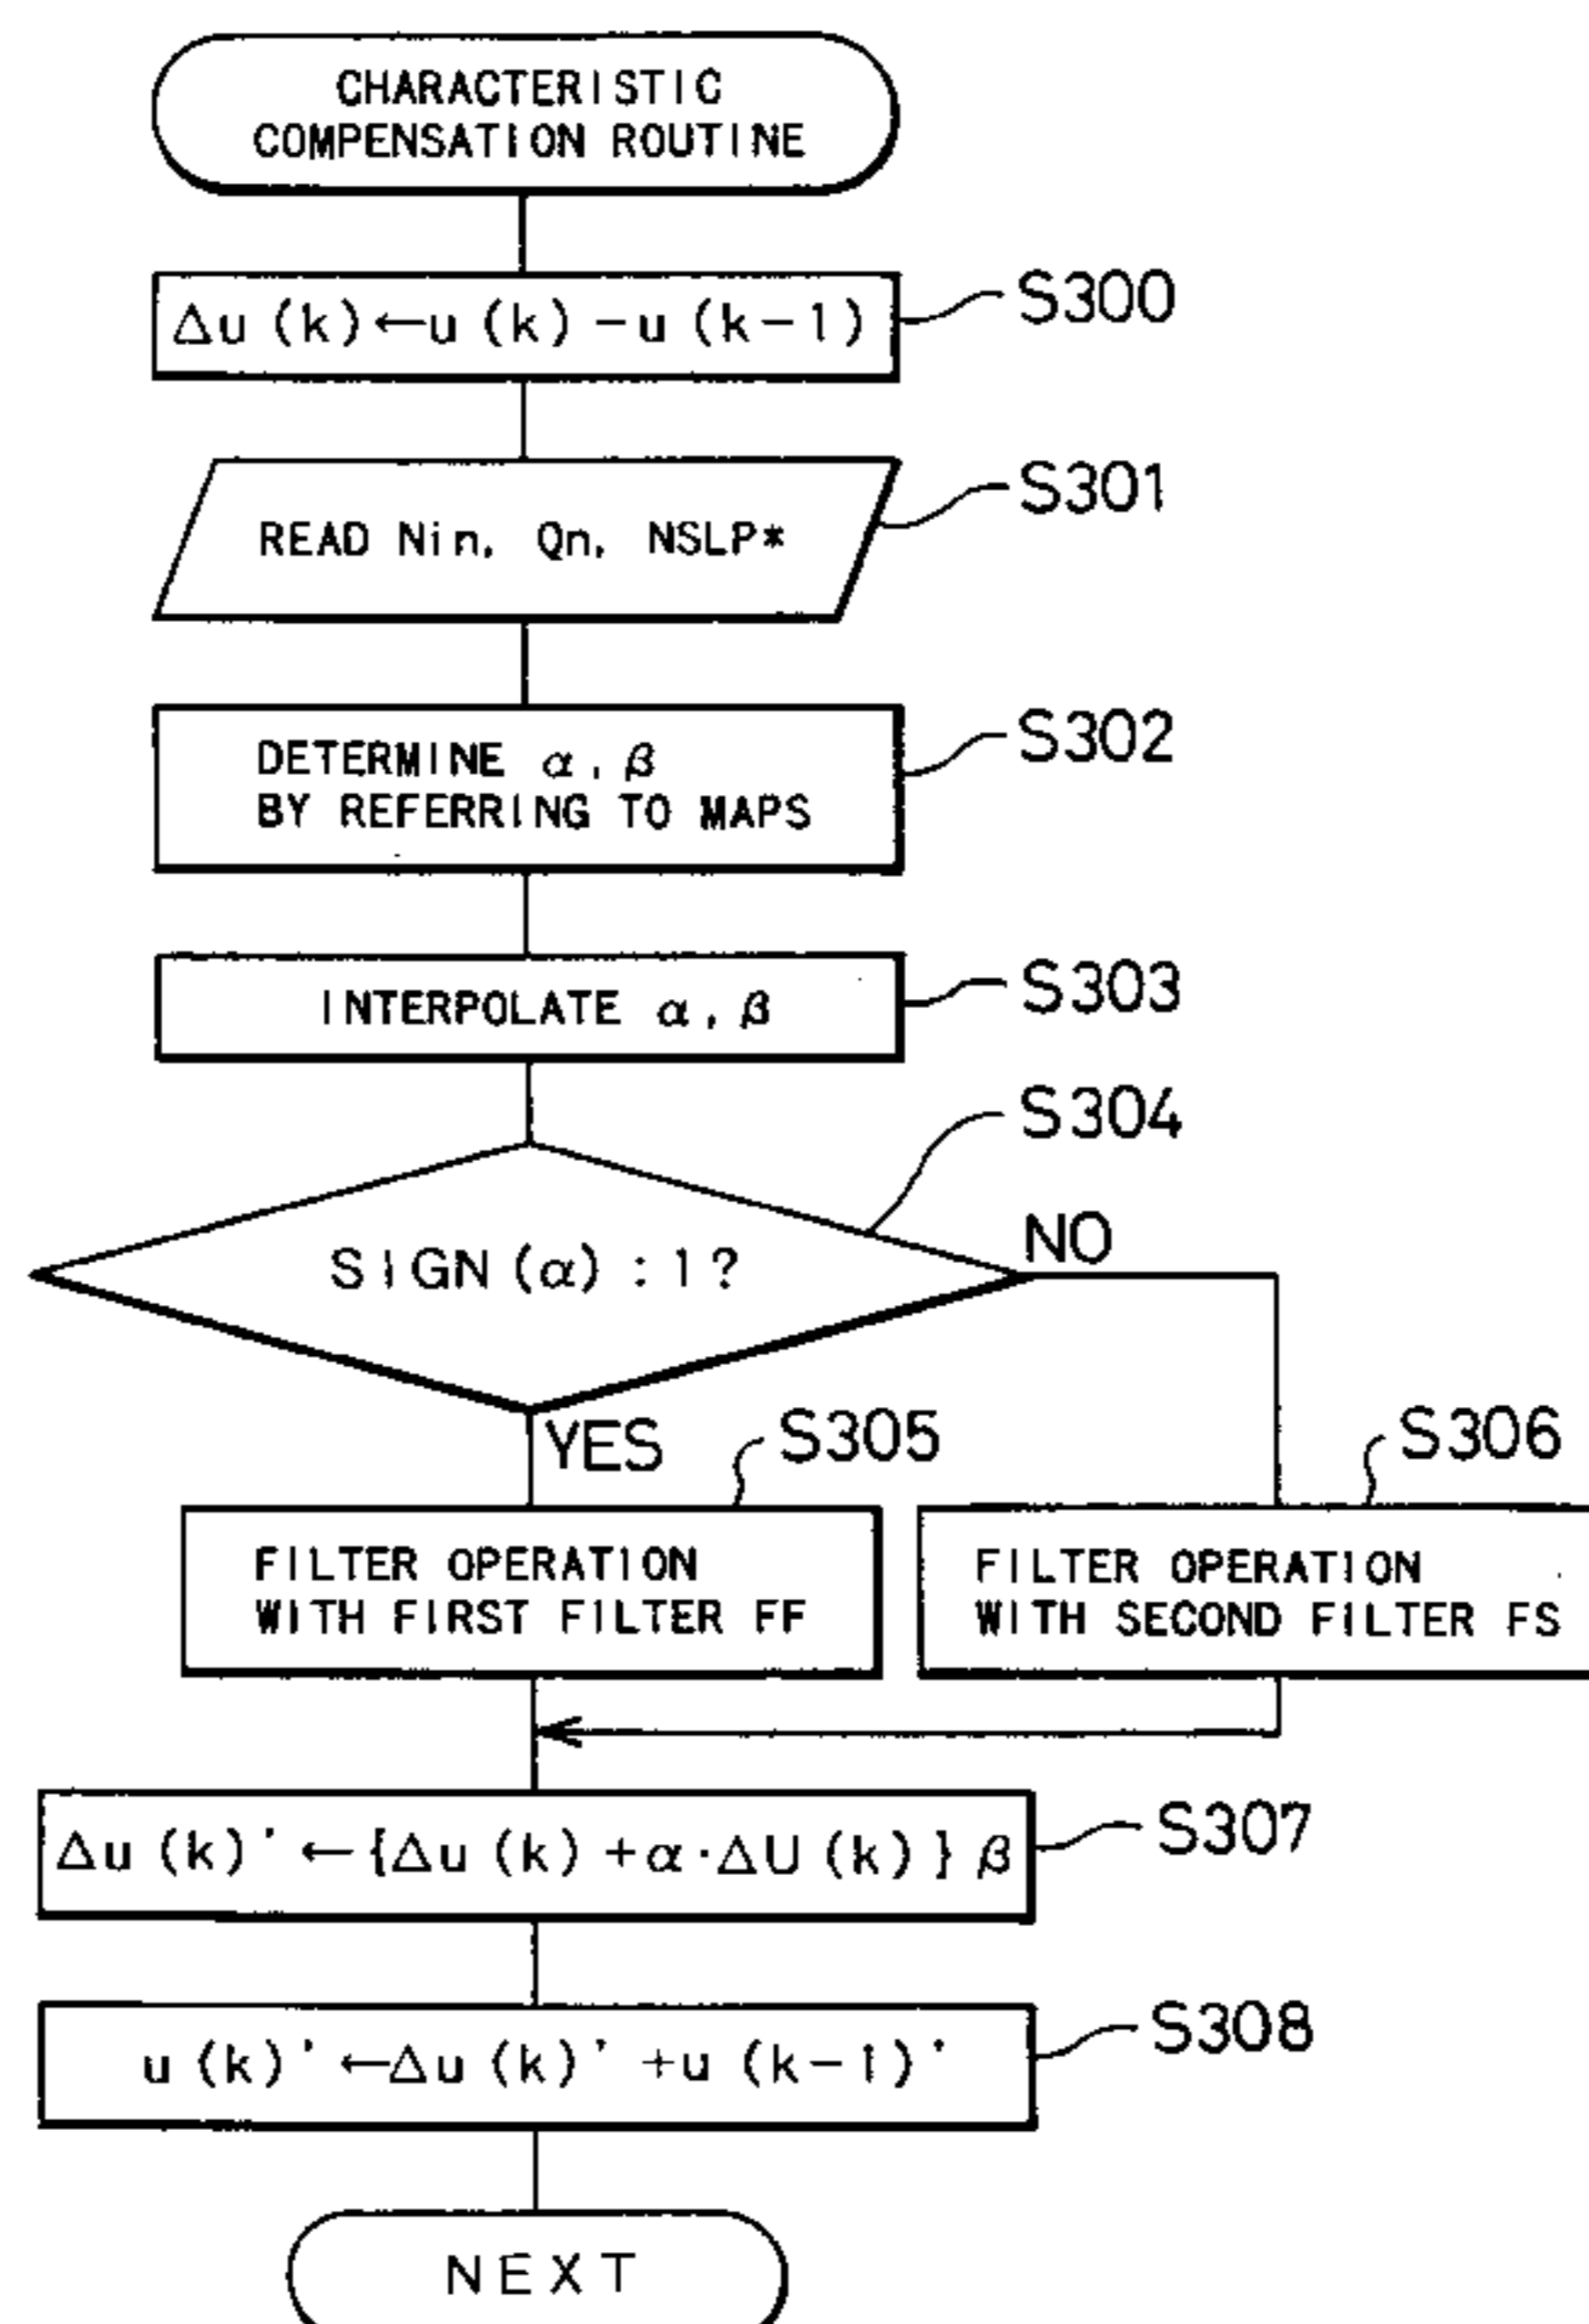 CHARACTERISTIC
COMPENSATION ROUTINE
Δu (k)←u (k) −u (k−1)
S300
READ Nin, Qn, NSLP*
S301
DETERMINE α, β
BY REFERRING TO MAPS
S302
INTERPOLATE α, β
S303
S304
SIGN (α) : 1?
NO
YES
S305
S306
FILTER OPERATION
WITH FIRST FILTER FF
FILTER OPERATION
WITH SECOND FILTER FS
Δu (k)' ←{Δu (k) +α·ΔU (k)} β
S307
u (k)' ←Δu (k)' +u (k−1)'
S308
NEXT